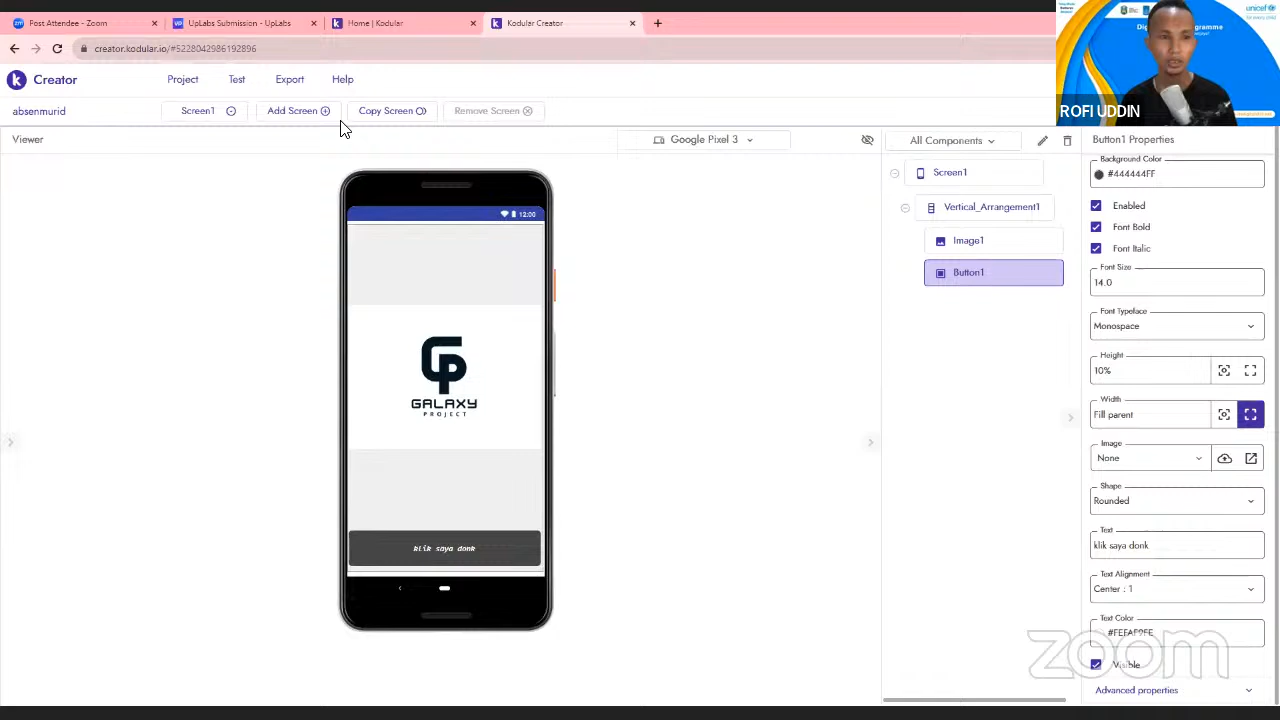 Post Attendee - Zoom
UpLabs Submission - UpLabs
Home | Kodular
Kodular Creator
creator.kodular.io/#5228042986192896
Creator
Project
Test
Export
Help
absenmurid
Screen1
Add Screen
Copy Screen
Remove Screen
Viewer
Google Pixel 3
All Components
Button1 Properties
12:00
GALAXY
PROJECT
klik saya donk
Screen1
Vertical_Arrangement1
Image1
Button1
Background Color
#444444FF
Enabled
Font Bold
Font Italic
Font Size
14.0
Font Typeface
Monospace
Height
10%
Width
Fill parent
Image
None
Shape
Rounded
Text
klik saya donk
Text Alignment
Center : 1
Text Color
#FEFAF9FE
Visible
Advanced properties
unicef
ROFI UDDIN
zoom